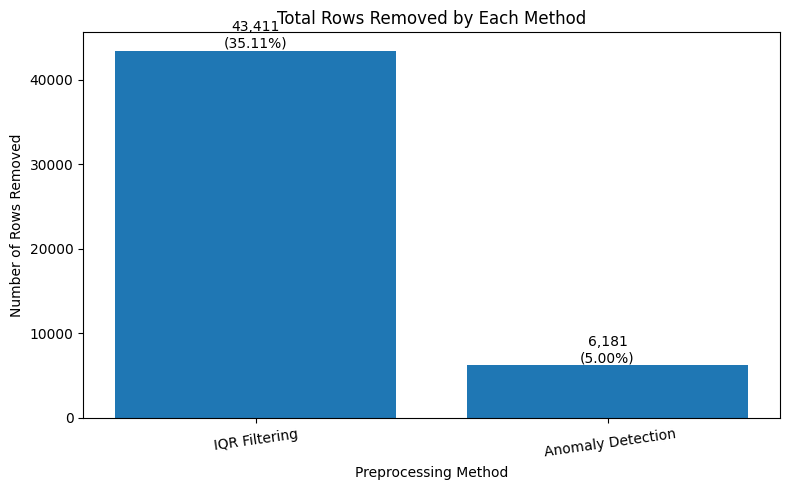 Total Rows Removed by Each Method
43,411
(35.11%)
6,181
(5.00%)
40000
30000
20000
10000
0
Number of Rows Removed
IQR Filtering
Anomaly Detection
Preprocessing Method